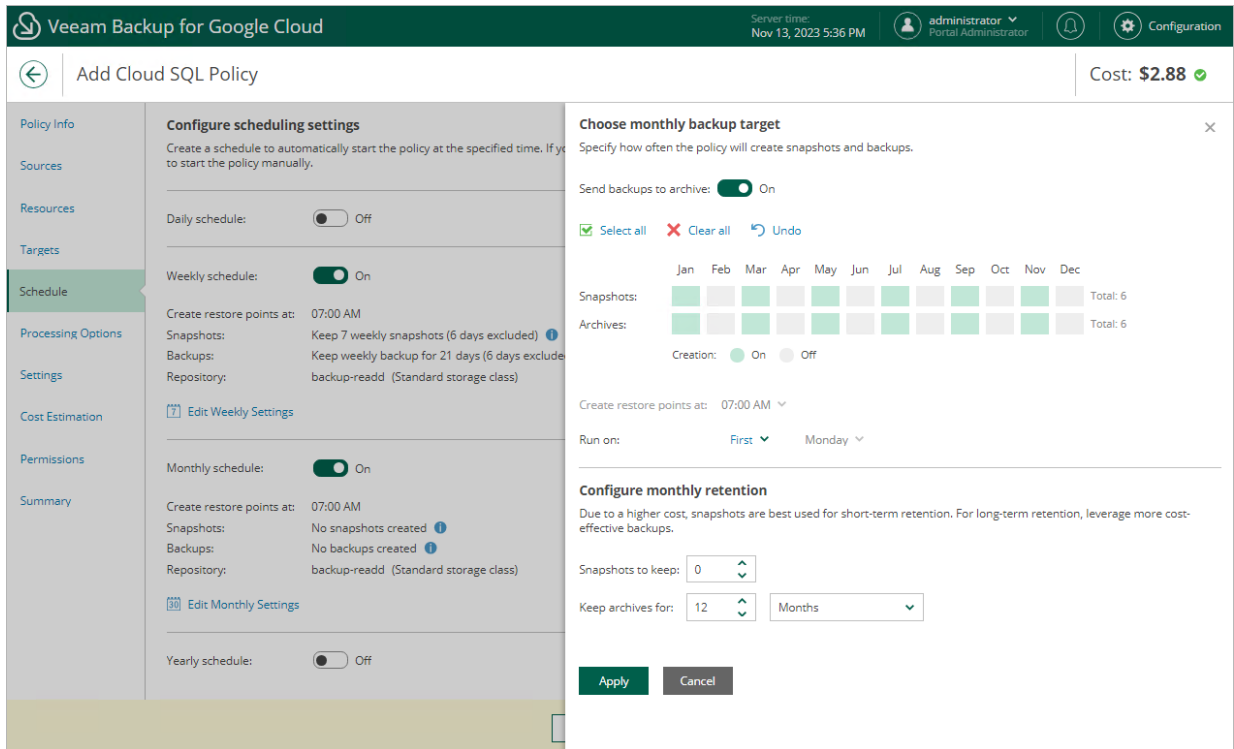 Veeam Backup for Google Cloud
Server time:
Nov 13, 2023 5:36 PM
administrator
Portal Administrator
Configuration
Add Cloud SQL Policy
Cost: $2.88
Policy Info
Sources
Resources
Targets
Schedule
Processing Options
Settings
Cost Estimation
Permissions
Summary
Configure scheduling settings
Create a schedule to automatically start the policy at the specified time. If yo
to start the policy manually.
Daily schedule: Off
Weekly schedule: On
Create restore points at: 07:00 AM
Snapshots: Keep 7 weekly snapshots (6 days excluded)
Backups: Keep weekly backup for 21 days (6 days exclude
Repository: backup-readd (Standard storage class)
7 Edit Weekly Settings
Monthly schedule: On
Create restore points at: 07:00 AM
Snapshots: No snapshots created
Backups: No backups created
Repository: backup-readd (Standard storage class)
30 Edit Monthly Settings
Yearly schedule: Off
Choose monthly backup target
Specify how often the policy will create snapshots and backups.
Send backups to archive: On
Select all Clear all Undo
Jan Feb Mar Apr May Jun Jul Aug Sep Oct Nov Dec
Snapshots: Total: 6
Archives: Total: 6
Creation: On Off
Create restore points at: 07:00 AM
Run on: First Monday
Configure monthly retention
Due to a higher cost, snapshots are best used for short-term retention. For long-term retention, leverage more cost-
effective backups.
Snapshots to keep: 0
Keep archives for: 12 Months
Apply Cancel